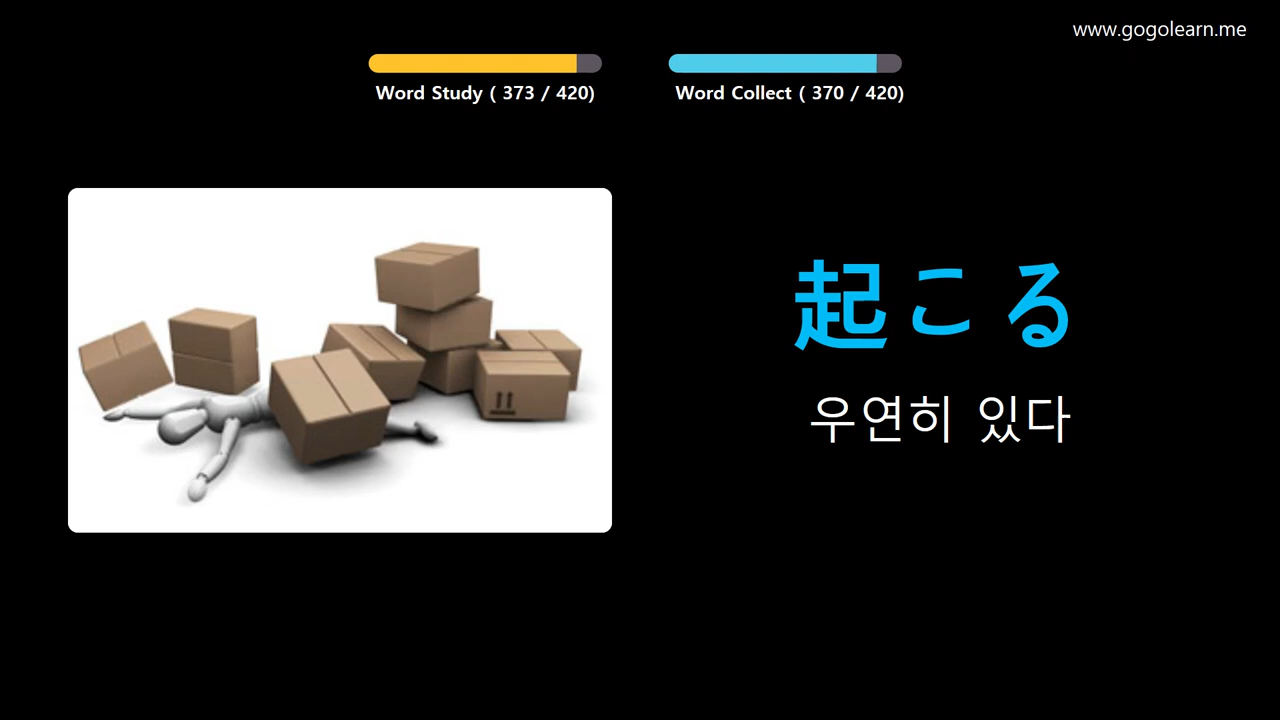 www.gogolearn.me
Word Study ( 373 / 420)
Word Collect ( 370 / 420)
起こる
우연히 있다